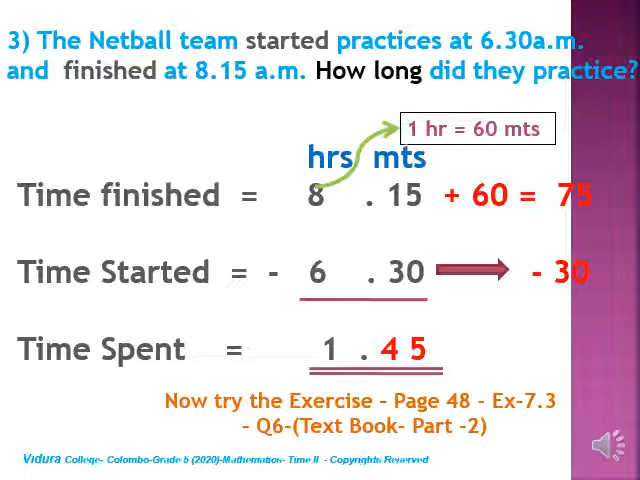 3) The Netball team started practices at 6.30a.m.
and finished at 8.15 a.m. How long did they practice?
1 hr = 60 mts
hrs mts
Time finished = 8 . 15 + 60 = 75
Time Started = - 6 . 30 - 30
Time Spent = 1 . 4 5
Now try the Exercise – Page 48 – Ex-7.3
– Q6-(Text Book- Part -2)
Vidura College- Colombo-Grade 5 (2020)-Mathematics- Time II - Copyrights Reserved